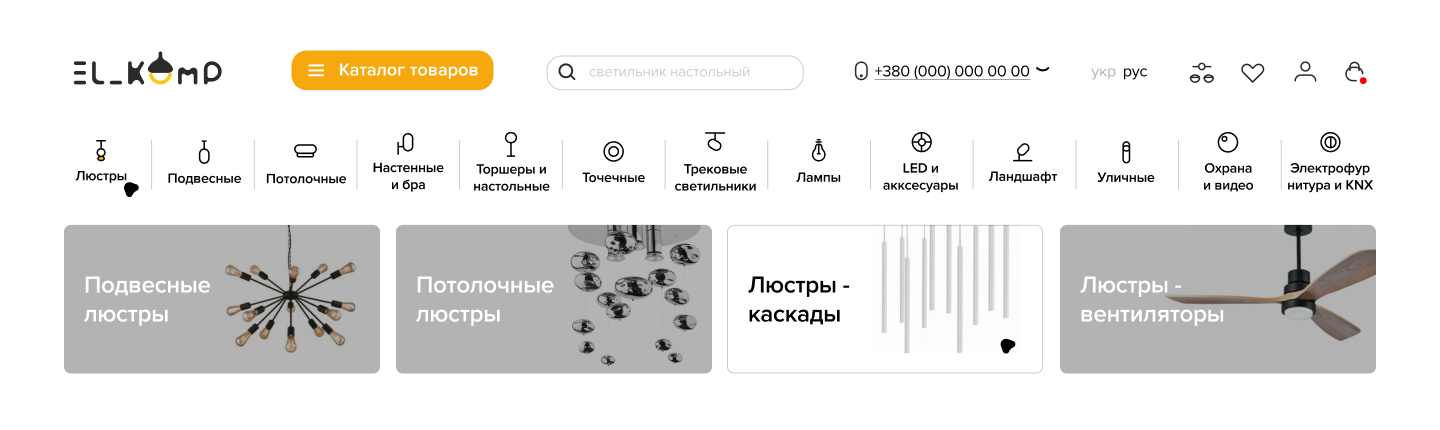 EL_KOMP
Каталог товаров
светильник настольный
+380 (000) 000 00 00
укр рус
Люстры
Подвесные
Потолочные
Настенные
и бра
Торшеры и
настольные
Точечные
Трековые
светильники
Лампы
LED и
акксесуары
Ландшафт
Уличные
Охрана
и видео
Электрофур
нитура и KNX
Подвесные
люстры
Потолочные
люстры
Люстры -
каскады
Люстры -
вентиляторы